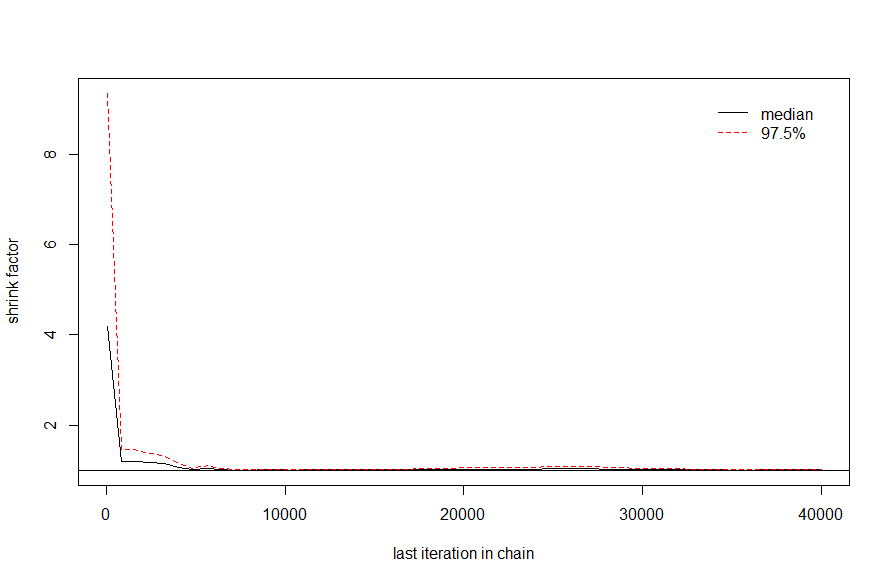 median
97.5%
8
6
4
2
shrink factor
0 10000 20000 30000 40000
last iteration in chain